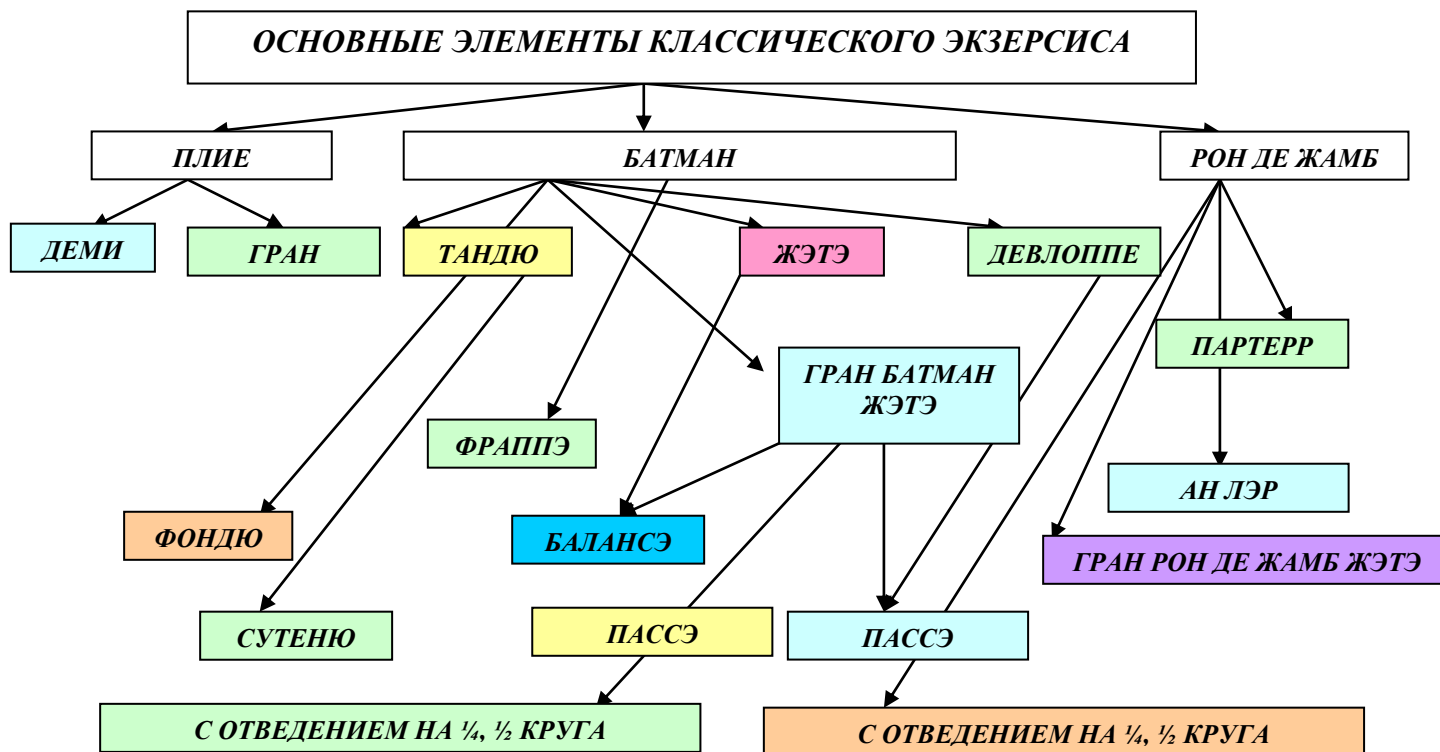 ОСНОВНЫЕ ЭЛЕМЕНТЫ КЛАССИЧЕСКОГО ЭКЗЕРСИСА
ПЛИЕ
БАТМАН
РОН ДЕ ЖАМБ
ДЕМИ
ГРАН
ТАНДЮ
ЖЭТЭ
ДЕВЛОППЕ
ПАРТЕРР
ГРАН БАТМАН
ЖЭТЭ
ФРАППЭ
АН ЛЭР
ФОНДЮ
БАЛАНСЭ
ГРАН РОН ДЕ ЖАМБ ЖЭТЭ
СУТЕНЮ
ПАССЭ
ПАССЭ
С ОТВЕДЕНИЕМ НА ¼, ½ КРУГА
С ОТВЕДЕНИЕМ НА ¼, ½ КРУГА